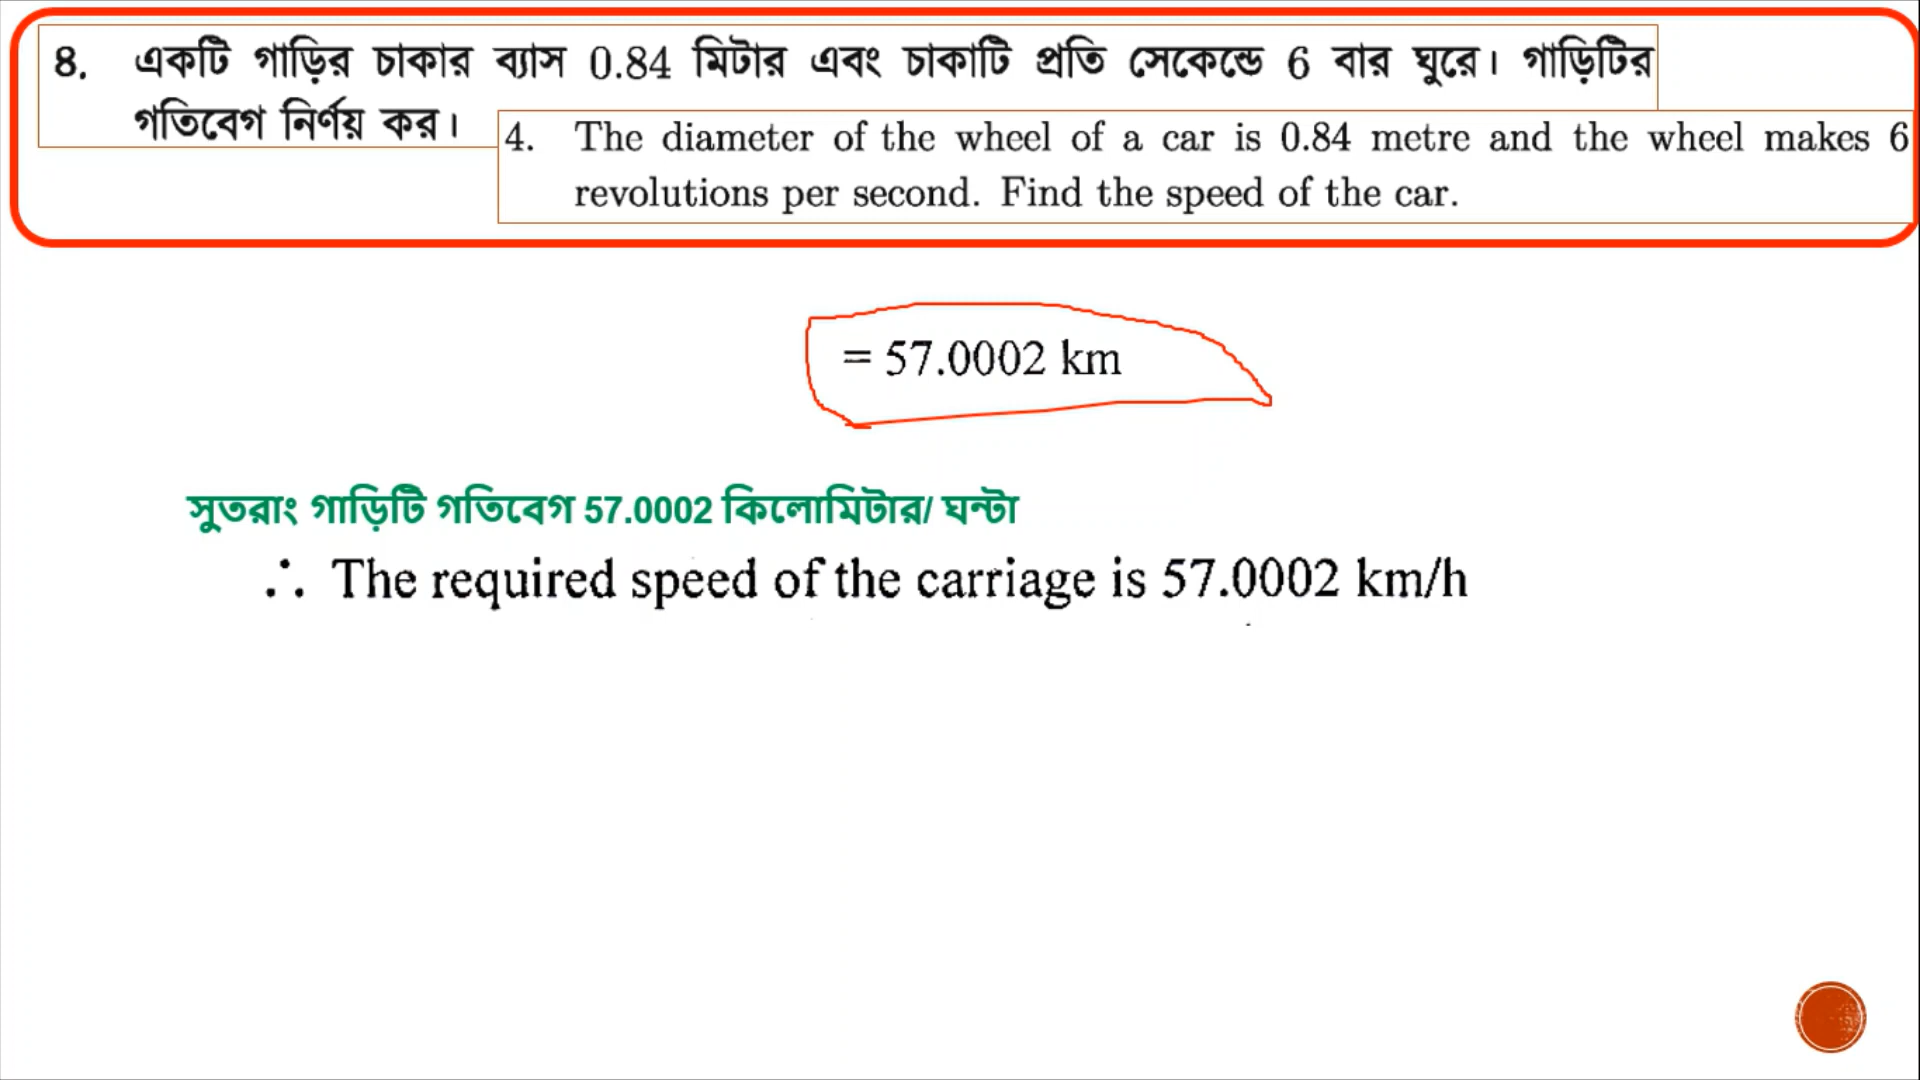 ৪. একটি গাড়ির চাকার ব্যাস 0.84 মিটার এবং চাকাটি প্রতি সেকেন্ডে 6 বার ঘুরে। গাড়িটির
গতিবেগ নির্ণয় কর।
4. The diameter of the wheel of a car is 0.84 metre and the wheel makes 6
revolutions per second. Find the speed of the car.
= 57.0002 km
সুতরাং গাড়িটি গতিবেগ 57.0002 কিলোমিটার/ ঘন্টা
∴ The required speed of the carriage is 57.0002 km/h